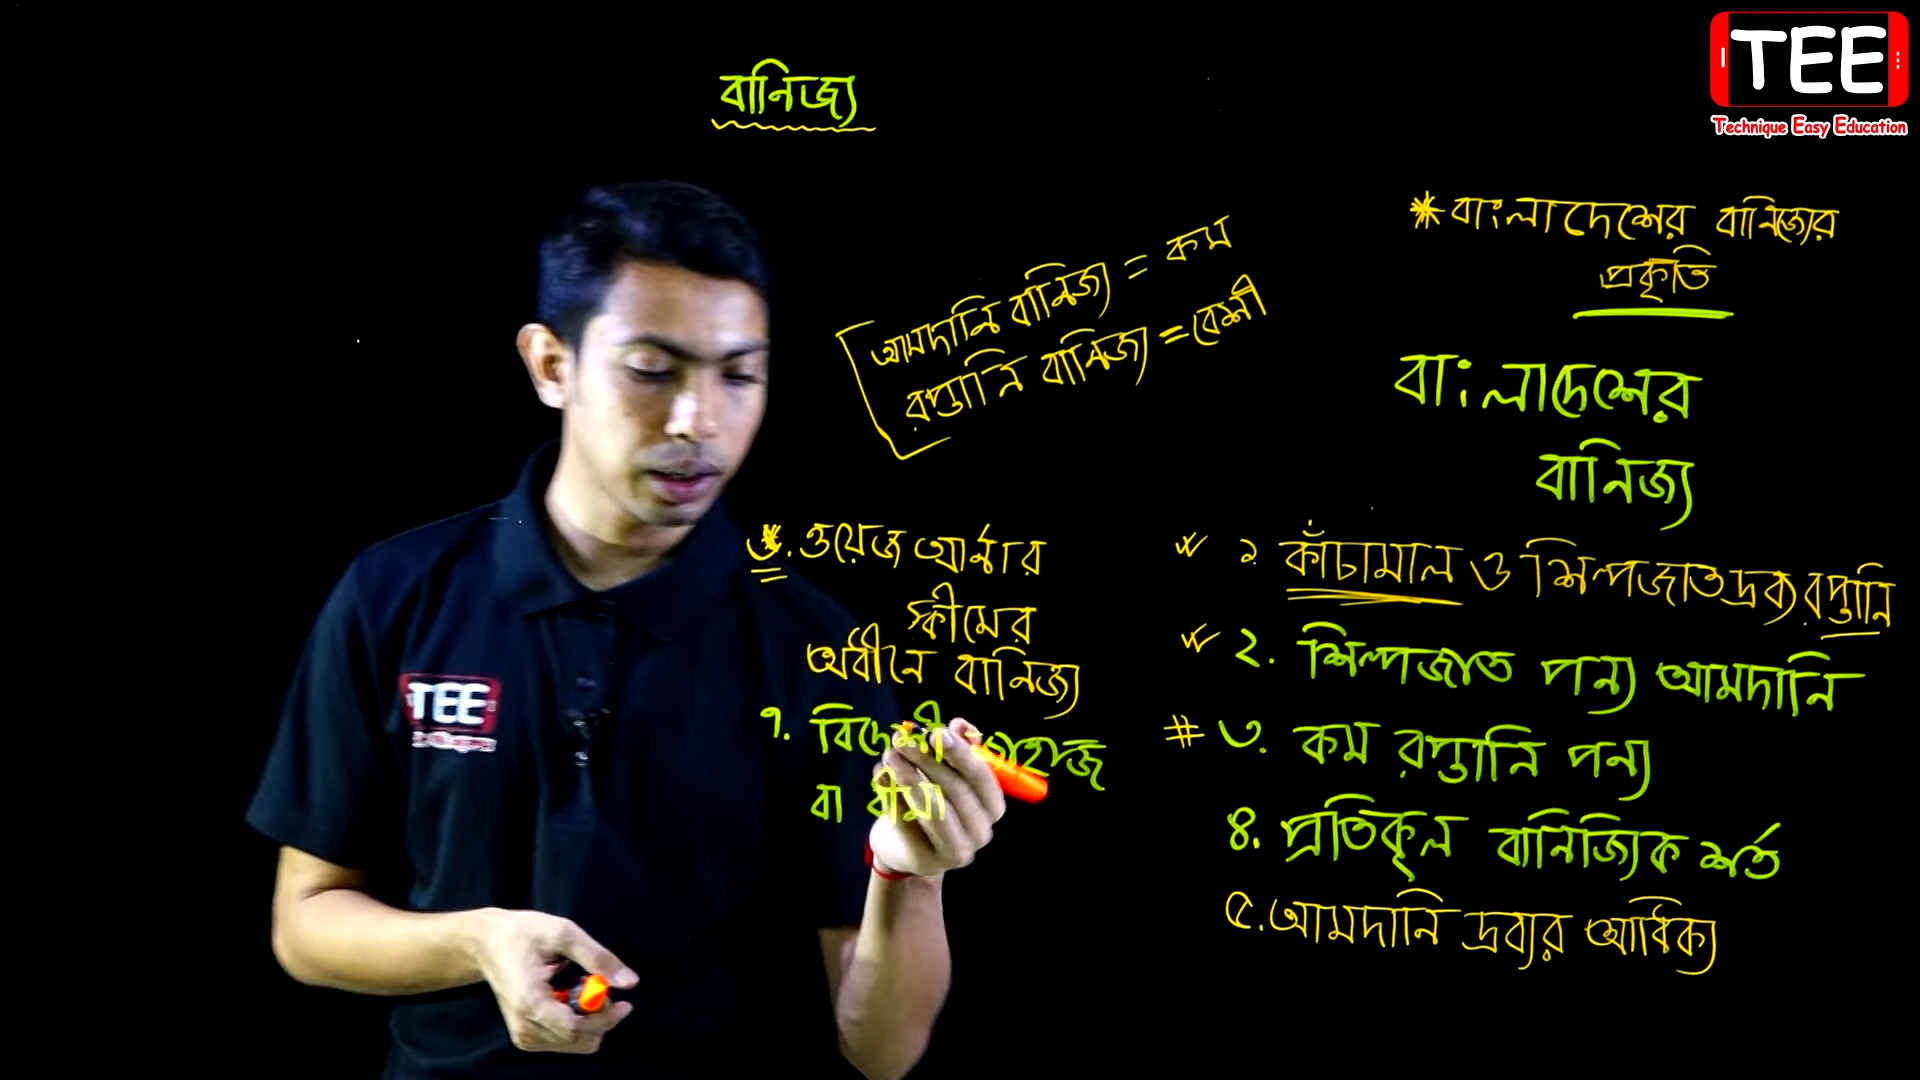 TEE
Technique Easy Education
বানিজ্য
আমদানি বানিজ্য = কম
রপ্তানি বানিজ্য = বেশী
* বাংলাদেশের বানিজ্যের
প্রকৃতি
বাংলাদেশের
বানিজ্য
১. কাঁচামাল ও শিল্পজাত দ্রব্য রপ্তানি
২. শিল্পজাত পন্য আমদানি
# ৩. কম রপ্তানি পন্য
৪. প্রতিকূল বানিজ্যিক শর্ত
৫. আমদানি দ্রব্যর আধিক্য
৬. ওয়েজ আর্নার
স্কীমের
অধীনে বানিজ্য
৭. বিদেশী জাহাজ
বা বীমা
TEE